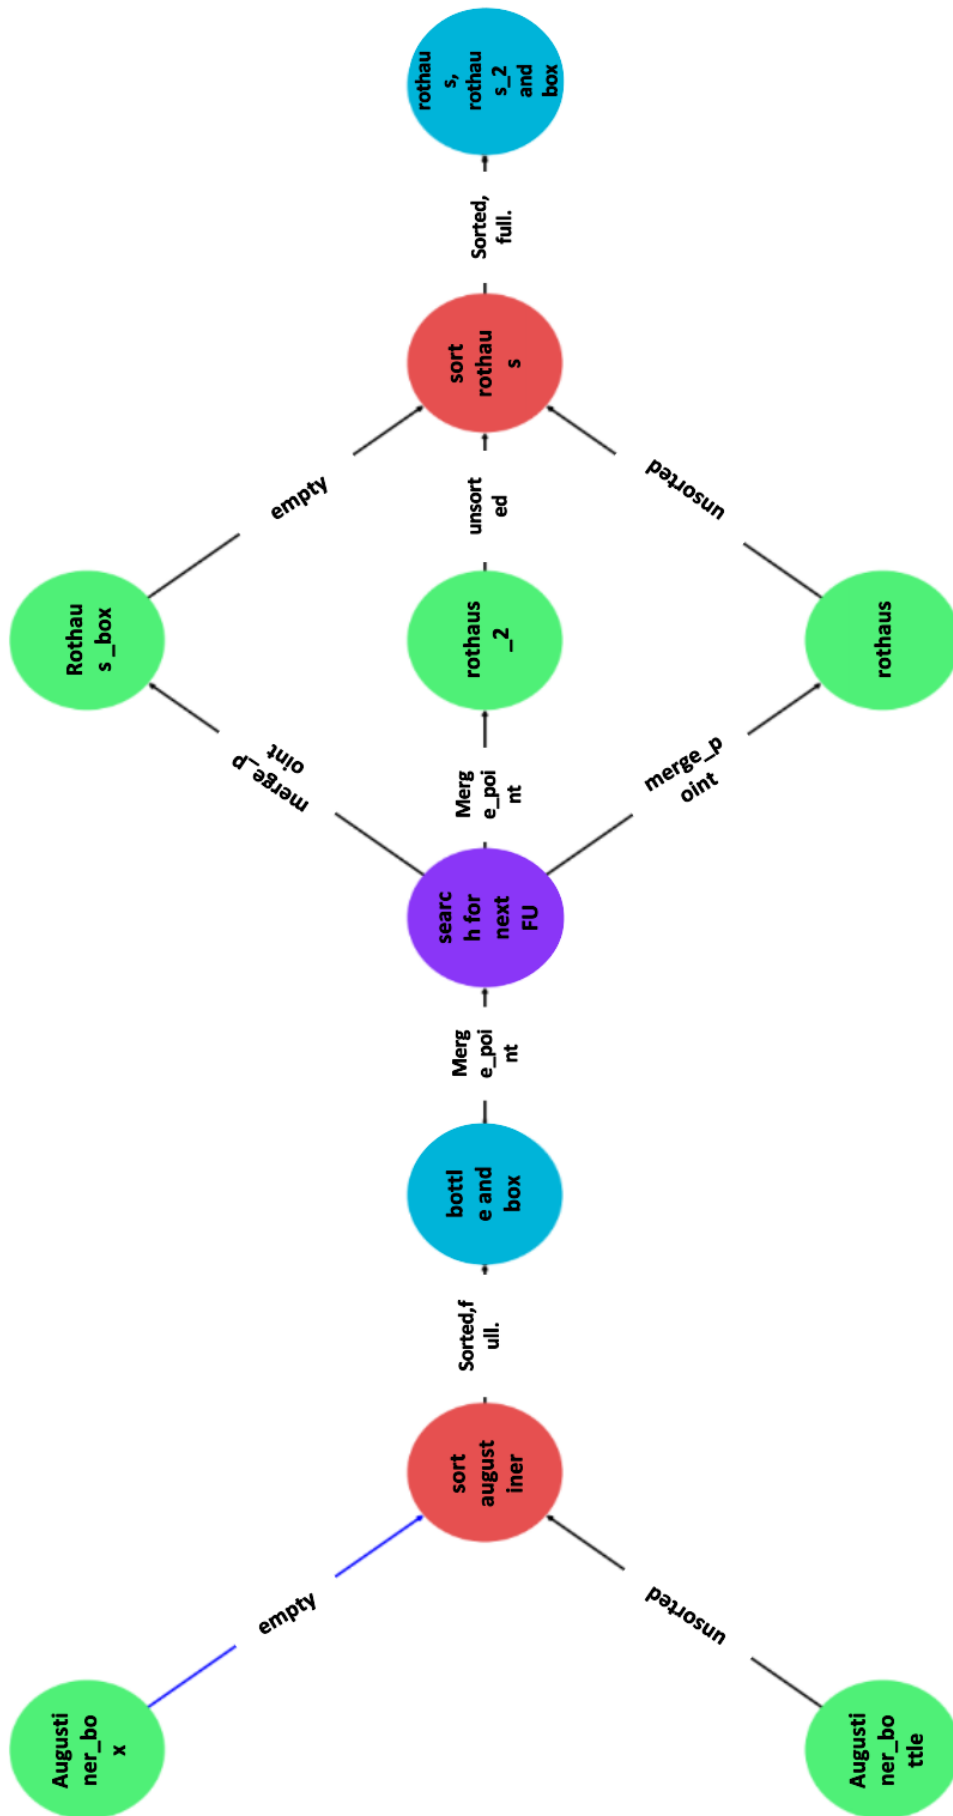 rothau
s,
rothau
s_2
and
box
Sorted,
full.
sort
rothau
s
empty
unsort
ed
unsorted
Rothau
s_box
rothaus
_2
rothaus
merge_p
oint
Merg
e_poi
nt
merge_p
oint
searc
h for
next
FU
Merg
e_poi
nt
bottl
e and
box
Sorted,f
ull.
sort
august
iner
empty
unsorted
Augusti
ner_bo
x
Augusti
ner_bo
ttle